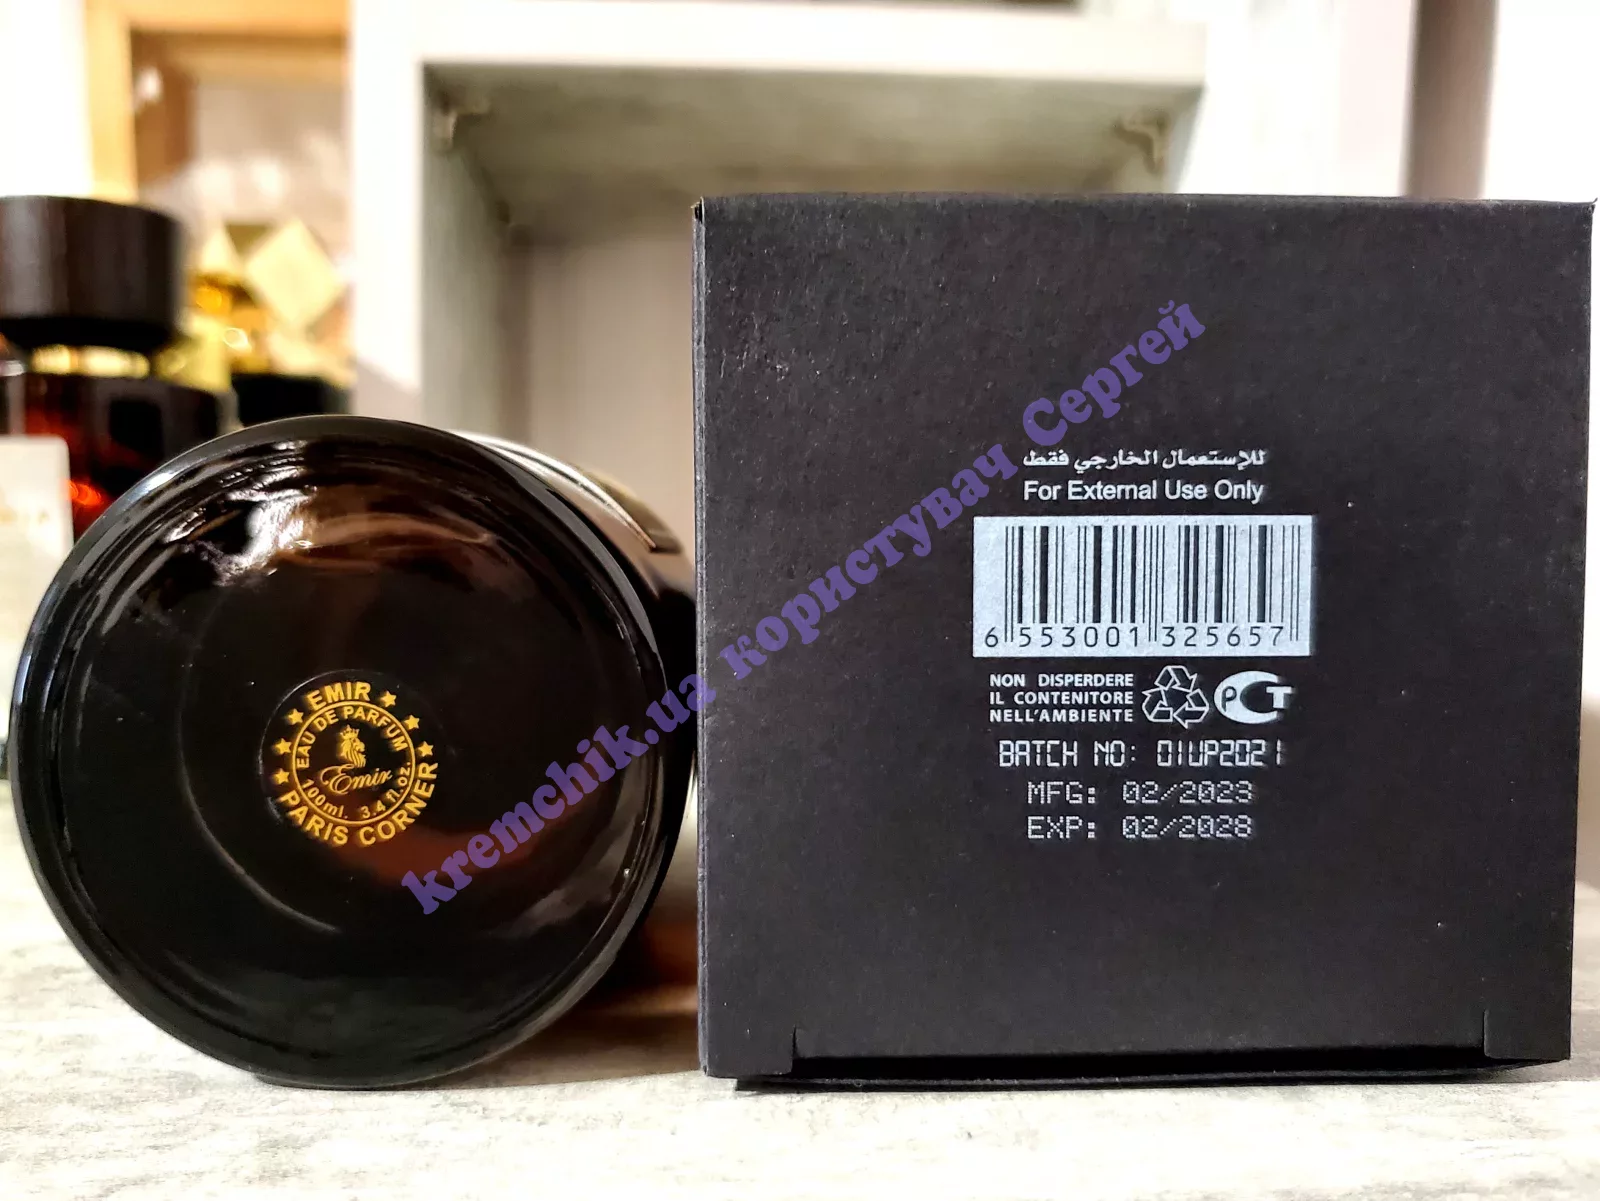 EMIR
EAU DE PARFUM
Emir
100ml. 3.4 fl.oz.
PARIS CORNER
للإستعمال الخارجي فقط
For External Use Only
6 553001 325657
NON DISPERDERE
IL CONTENITORE
NELL'AMBIENTE
PCT
BATCH NO: 01UP2021
MFG: 02/2023
EXP: 02/2028
kremchik.ua користувач Сергей